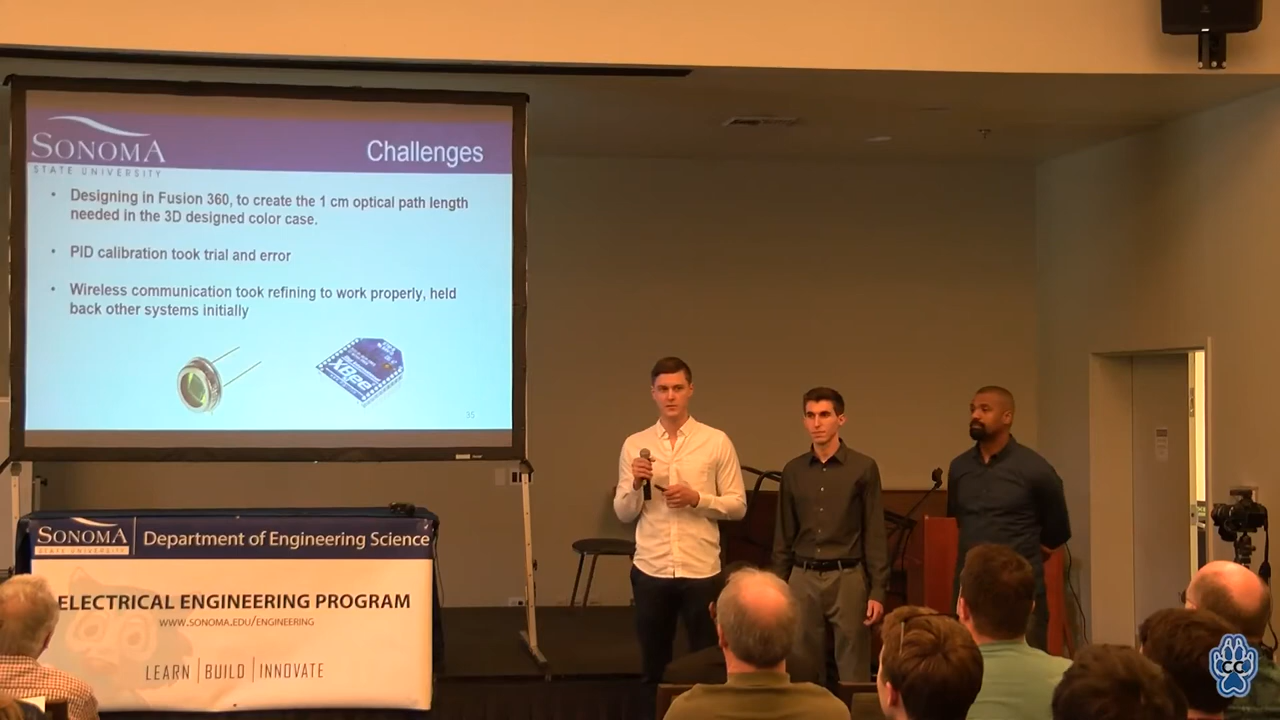 SONOMA
STATE UNIVERSITY
Challenges
• Designing in Fusion 360, to create the 1 cm optical path length
needed in the 3D designed color case.
• PID calibration took trial and error
• Wireless communication took refining to work properly, held
back other systems initially
XBee
35
SONOMA
STATE UNIVERSITY
Department of Engineering Science
ELECTRICAL ENGINEERING PROGRAM
WWW.SONOMA.EDU/ENGINEERING
LEARN | BUILD | INNOVATE
CC